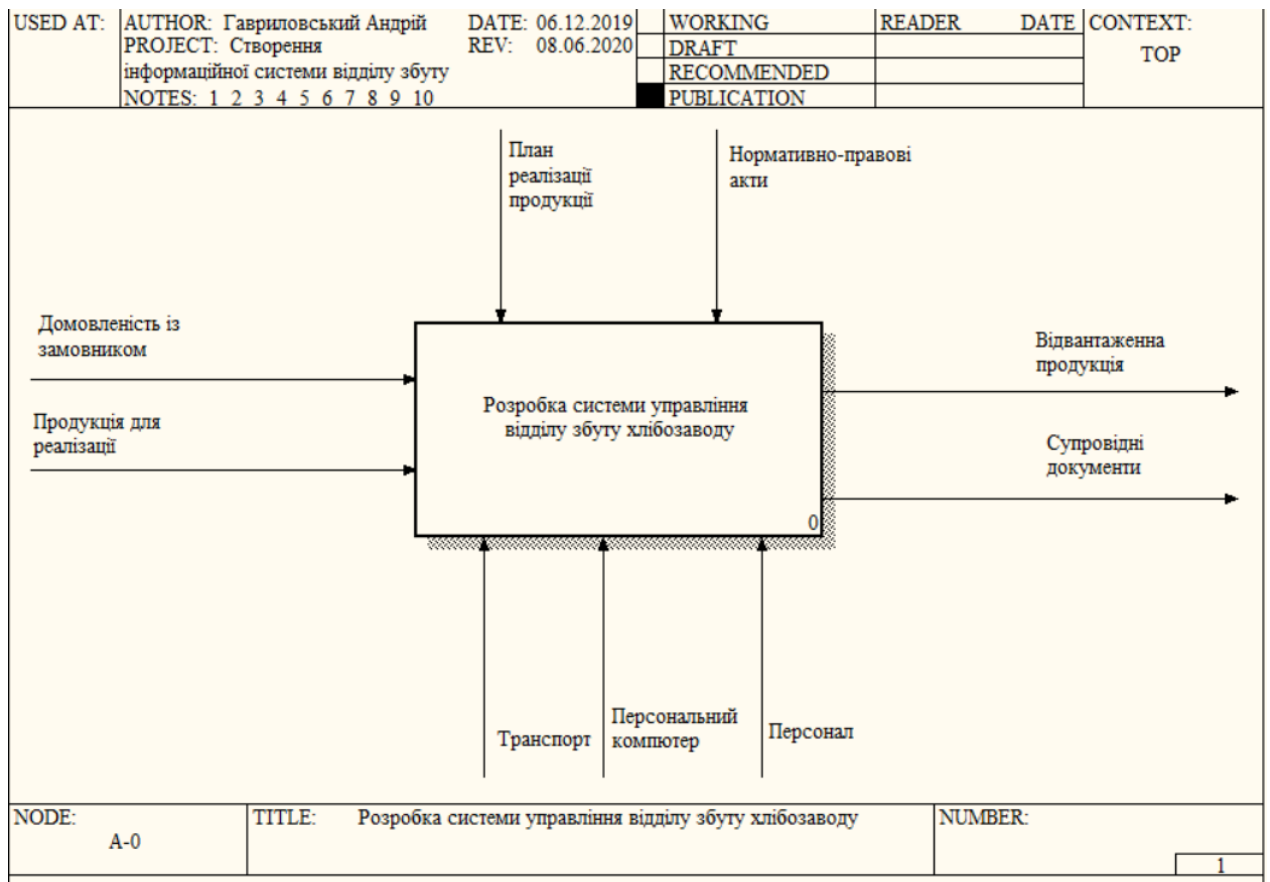 USED AT:
AUTHOR: Гавриловський Андрій
DATE: 06.12.2019
PROJECT: Створення
REV: 08.06.2020
інформаційної системи відділу збуту
NOTES: 1 2 3 4 5 6 7 8 9 10
WORKING
DRAFT
RECOMMENDED
PUBLICATION
READER DATE
CONTEXT:
TOP
План
реалізації
продукції
Нормативно-правові
акти
Домовленість із
замовником
Продукція для
реалізації
Розробка системи управління
відділу збуту хлібозаводу
0
Відвантаженна
продукція
Супровідні
документи
Транспорт
Персональний
компютер
Персонал
NODE:
A-0
TITLE: Розробка системи управління відділу збуту хлібозаводу
NUMBER:
1